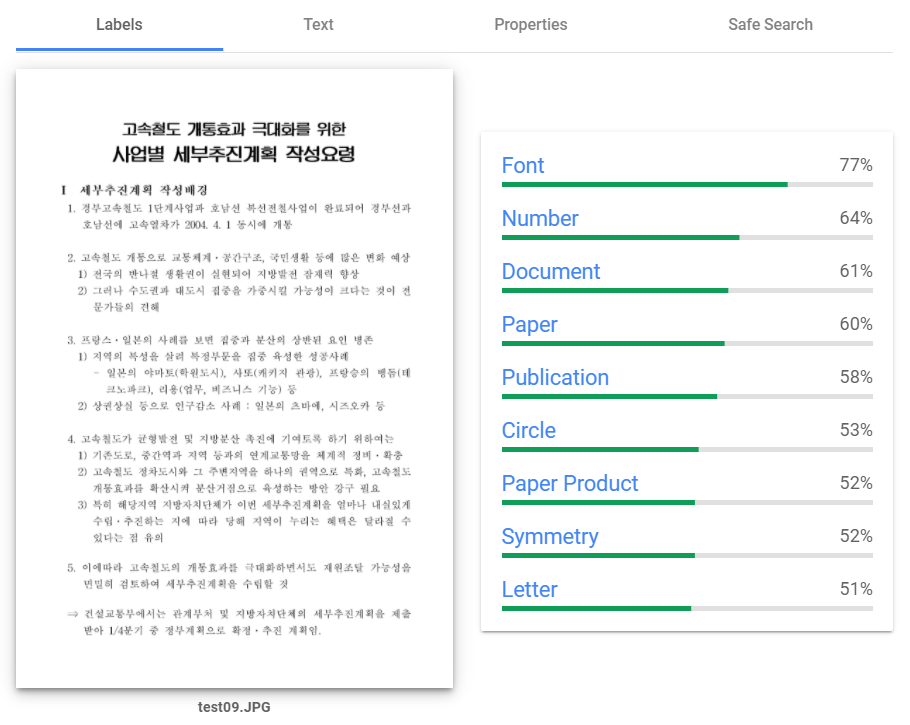 Labels
Text
Properties
Safe Search
고속철도 개통효과 극대화를 위한
사업별 세부추진계획 작성요령
Ⅰ 세부추진계획 작성배경
1. 경부고속철도 1단계사업과 호남선 복선전철사업이 완료되어 경부선과
호남선에 고속열차가 2004. 4. 1 동시에 개통
2. 고속철도 개통으로 교통체계·공간구조, 국민생활 등에 많은 변화 예상
1) 전국의 반나절 생활권이 실현되어 지방발전 잠재력 향상
2) 그러나 수도권과 대도시 집중을 가중시킬 가능성이 크다는 것이 전
문가들의 견해
3. 프랑스·일본의 사례를 보면 집중과 분산의 상반된 요인 병존
1) 지역의 특성을 살려 특정부문을 집중 육성한 성공사례
- 일본의 야마토(학원도시), 사또(캐키지 관광), 프랑스의 뱅돔(테
크노파크), 리용(업무, 비즈니스 기능) 등
2) 상권상실 등으로 인구감소 사례 : 일본의 츠바메, 시즈오카 등
4. 고속철도가 균형발전 및 지방분산 촉진에 기여토록 하기 위하여는
1) 기존도로, 중간역과 지역 등과의 연계교통망을 체계적 정비·확충
2) 고속철도 정차도시와 그 주변지역을 하나의 권역으로 특화, 고속철도
개통효과를 확산시켜 분산거점으로 육성하는 방안 강구 필요
3) 특히 해당지역 지방자치단체가 이번 세부추진계획을 얼마나 내실있게
수립·추진하는 지에 따라 당해 지역이 누리는 혜택은 달라질 수
있다는 점 유의
5. 이에따라 고속철도의 개통효과를 극대화하면서도 재원조달 가능성을
면밀히 검토하여 세부추진계획을 수립할 것
⇒ 건설교통부에서는 관계부처 및 지방자치단체의 세부추진계획을 제출
받아 1/4분기 중 정부계획으로 확정·추진 계획임.
test09.JPG
Font 77%
Number 64%
Document 61%
Paper 60%
Publication 58%
Circle 53%
Paper Product 52%
Symmetry 52%
Letter 51%